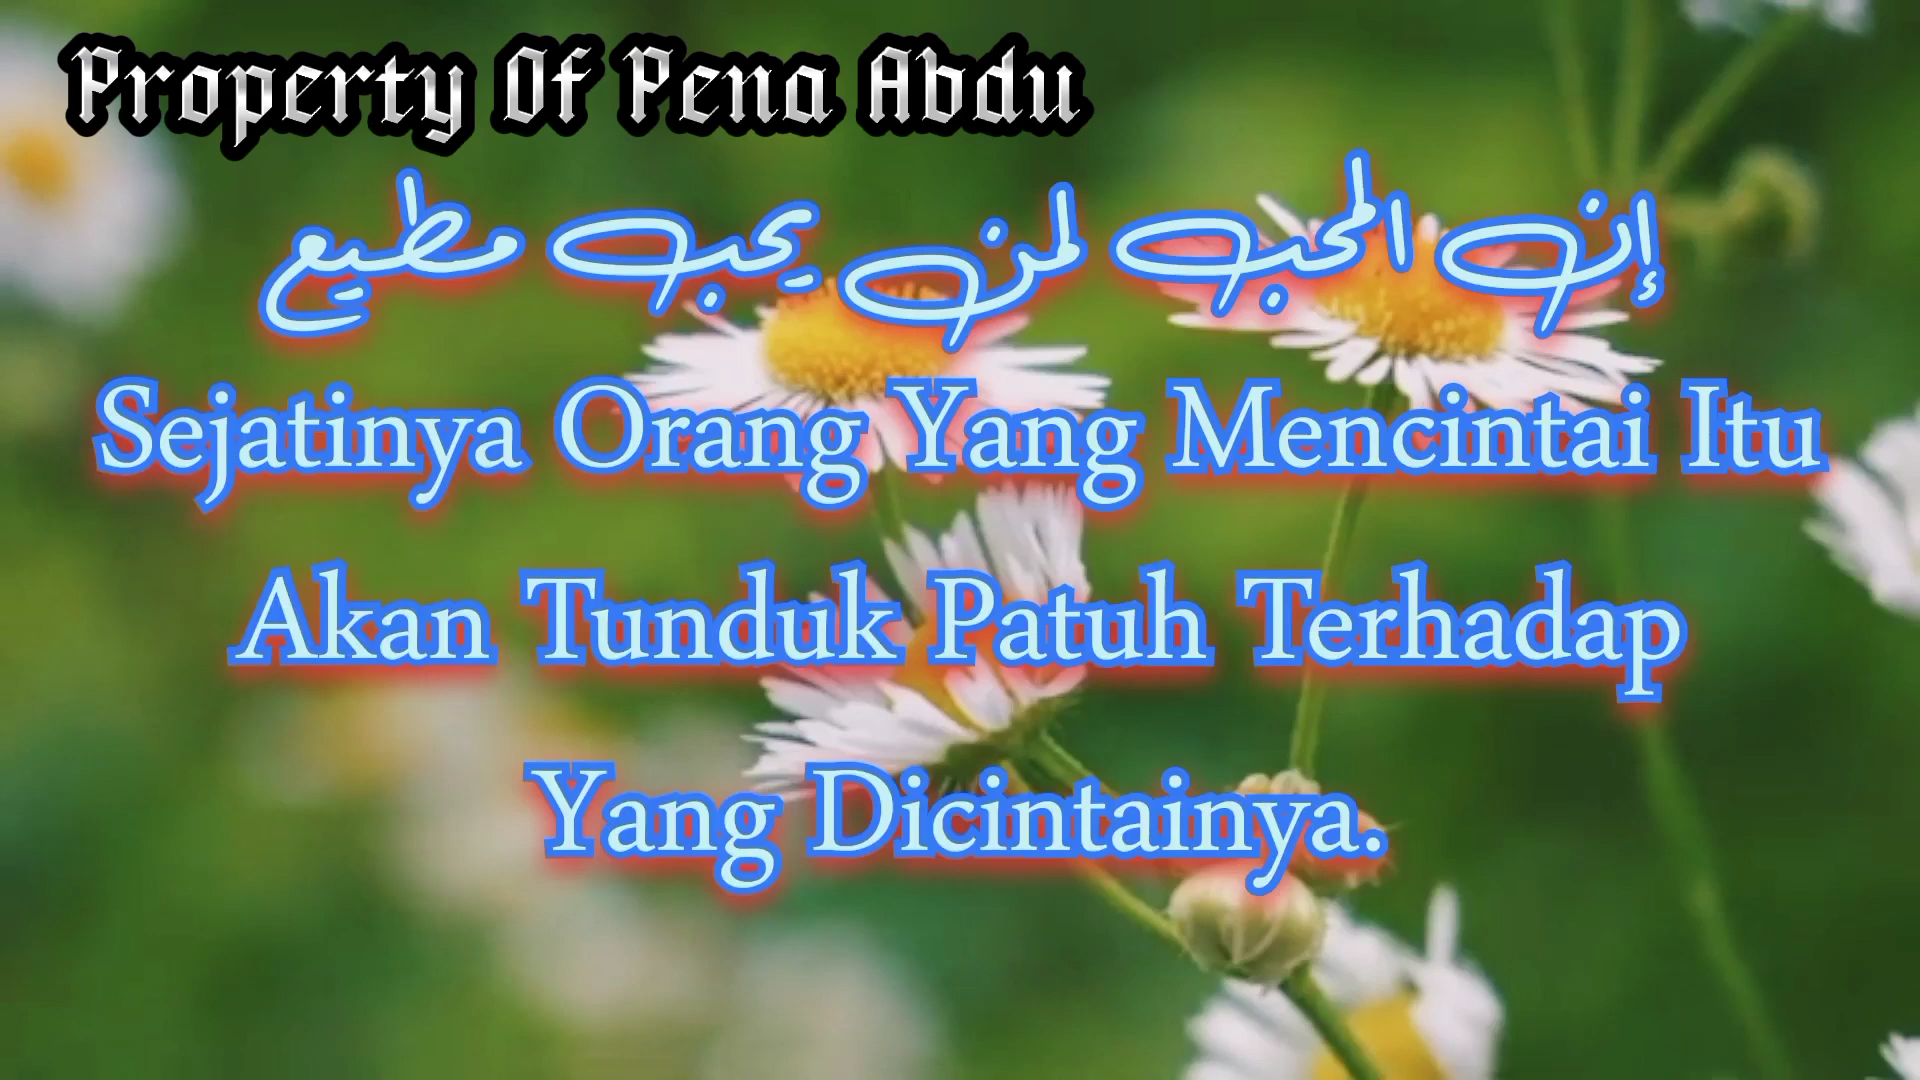 Property Of Pena Abdu
إن المحب لمن يحب مطيع
Sejatinya Orang Yang Mencintai Itu
Akan Tunduk Patuh Terhadap
Yang Dicintainya.